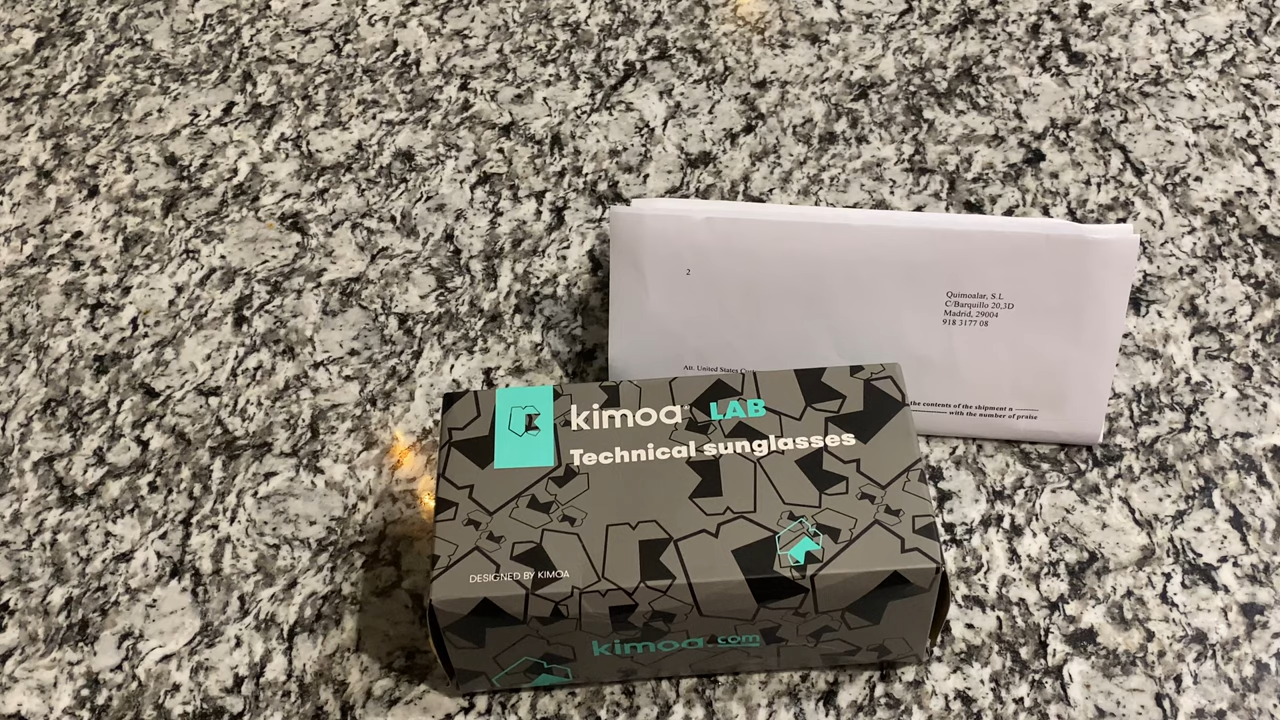 2
Quimoalar, S.L
C/Barquillo 20,3D
Madrid, 29004
918 3177 08
Att. United States
the contents of the shipment a
with the number of praise
kimoa LAB
Technical sunglasses
DESIGNED BY KIMOA
kimoa.com